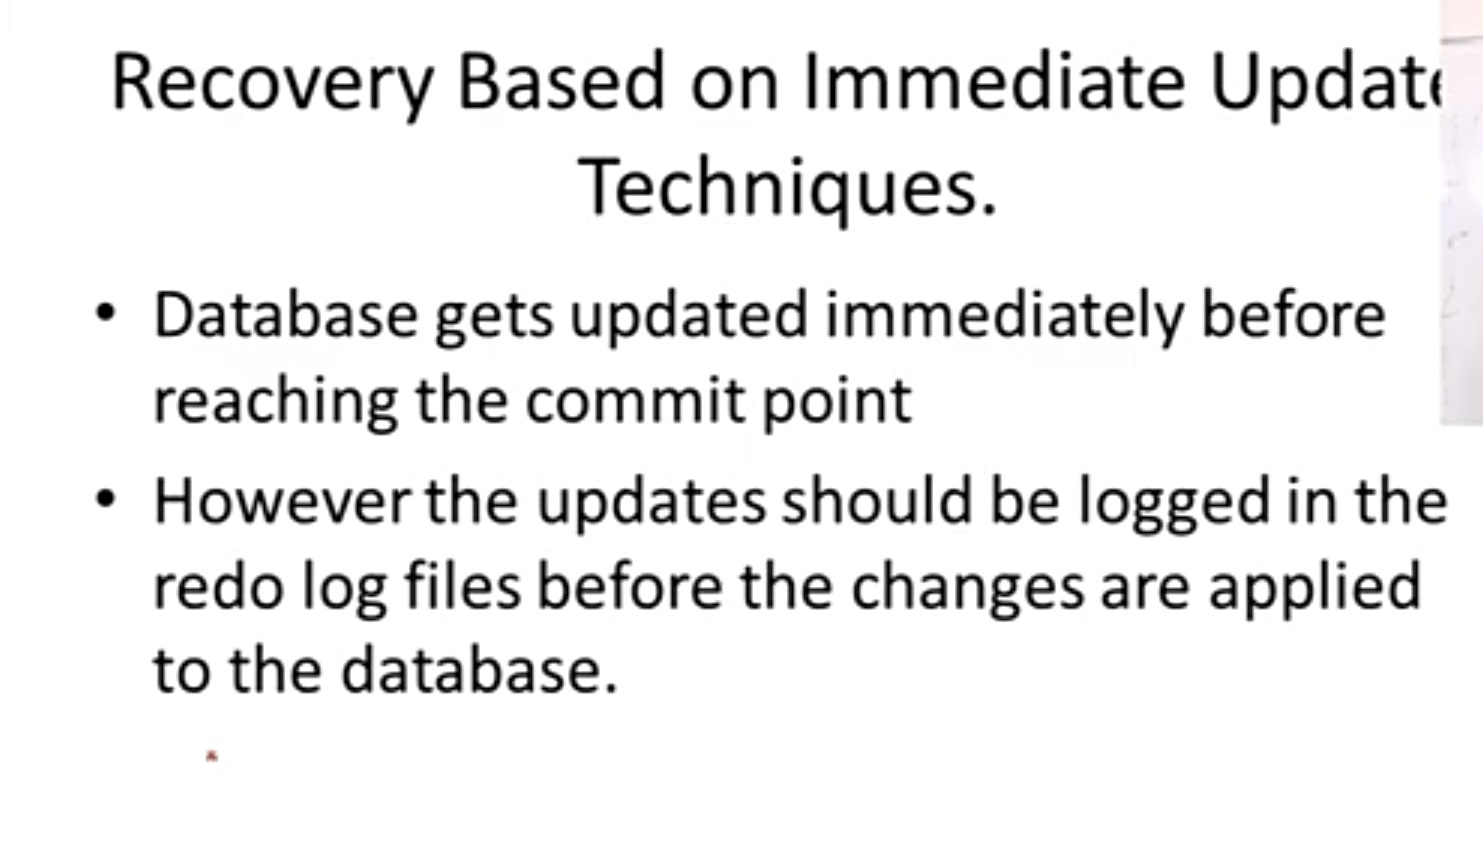 Recovery Based on Immediate Update
Techniques.
• Database gets updated immediately before
reaching the commit point
• However the updates should be logged in the
redo log files before the changes are applied
to the database.